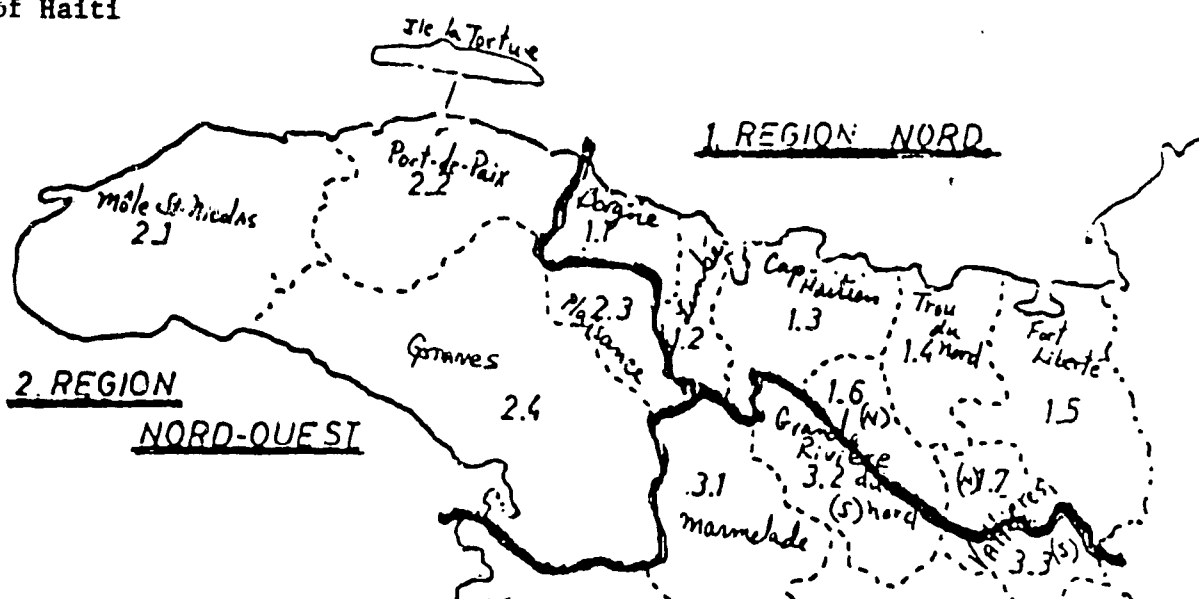 of Haiti
Ile la Tortue
1. REGION NORD
Port-de-Paix
2.2
Môle St-Nicolas
2.1
Borgne
1.1
Cap Haitien
1.3
Trou
du
Nord
1.4
Fort
Liberté
1.5
Plaisance
2.3
1.2
Gonaives
2.4
2. REGION
NORD-OUEST
1.6
(N)
Grande
Rivière
du
Nord
3.2
(S)
(N)1.7
Vallières
3.3(S)
3.1
Marmelade